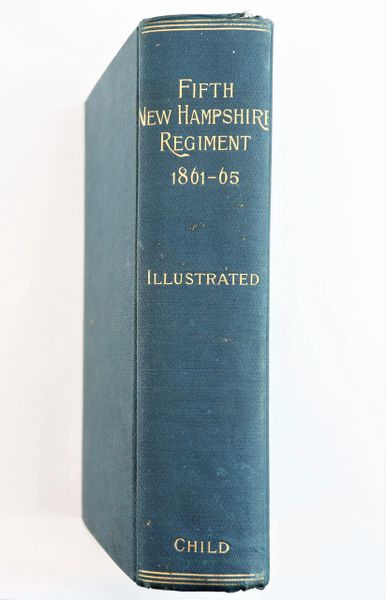 FIFTH
NEW HAMPSHIRE
REGIMENT
1861-65
ILLUSTRATED
CHILD